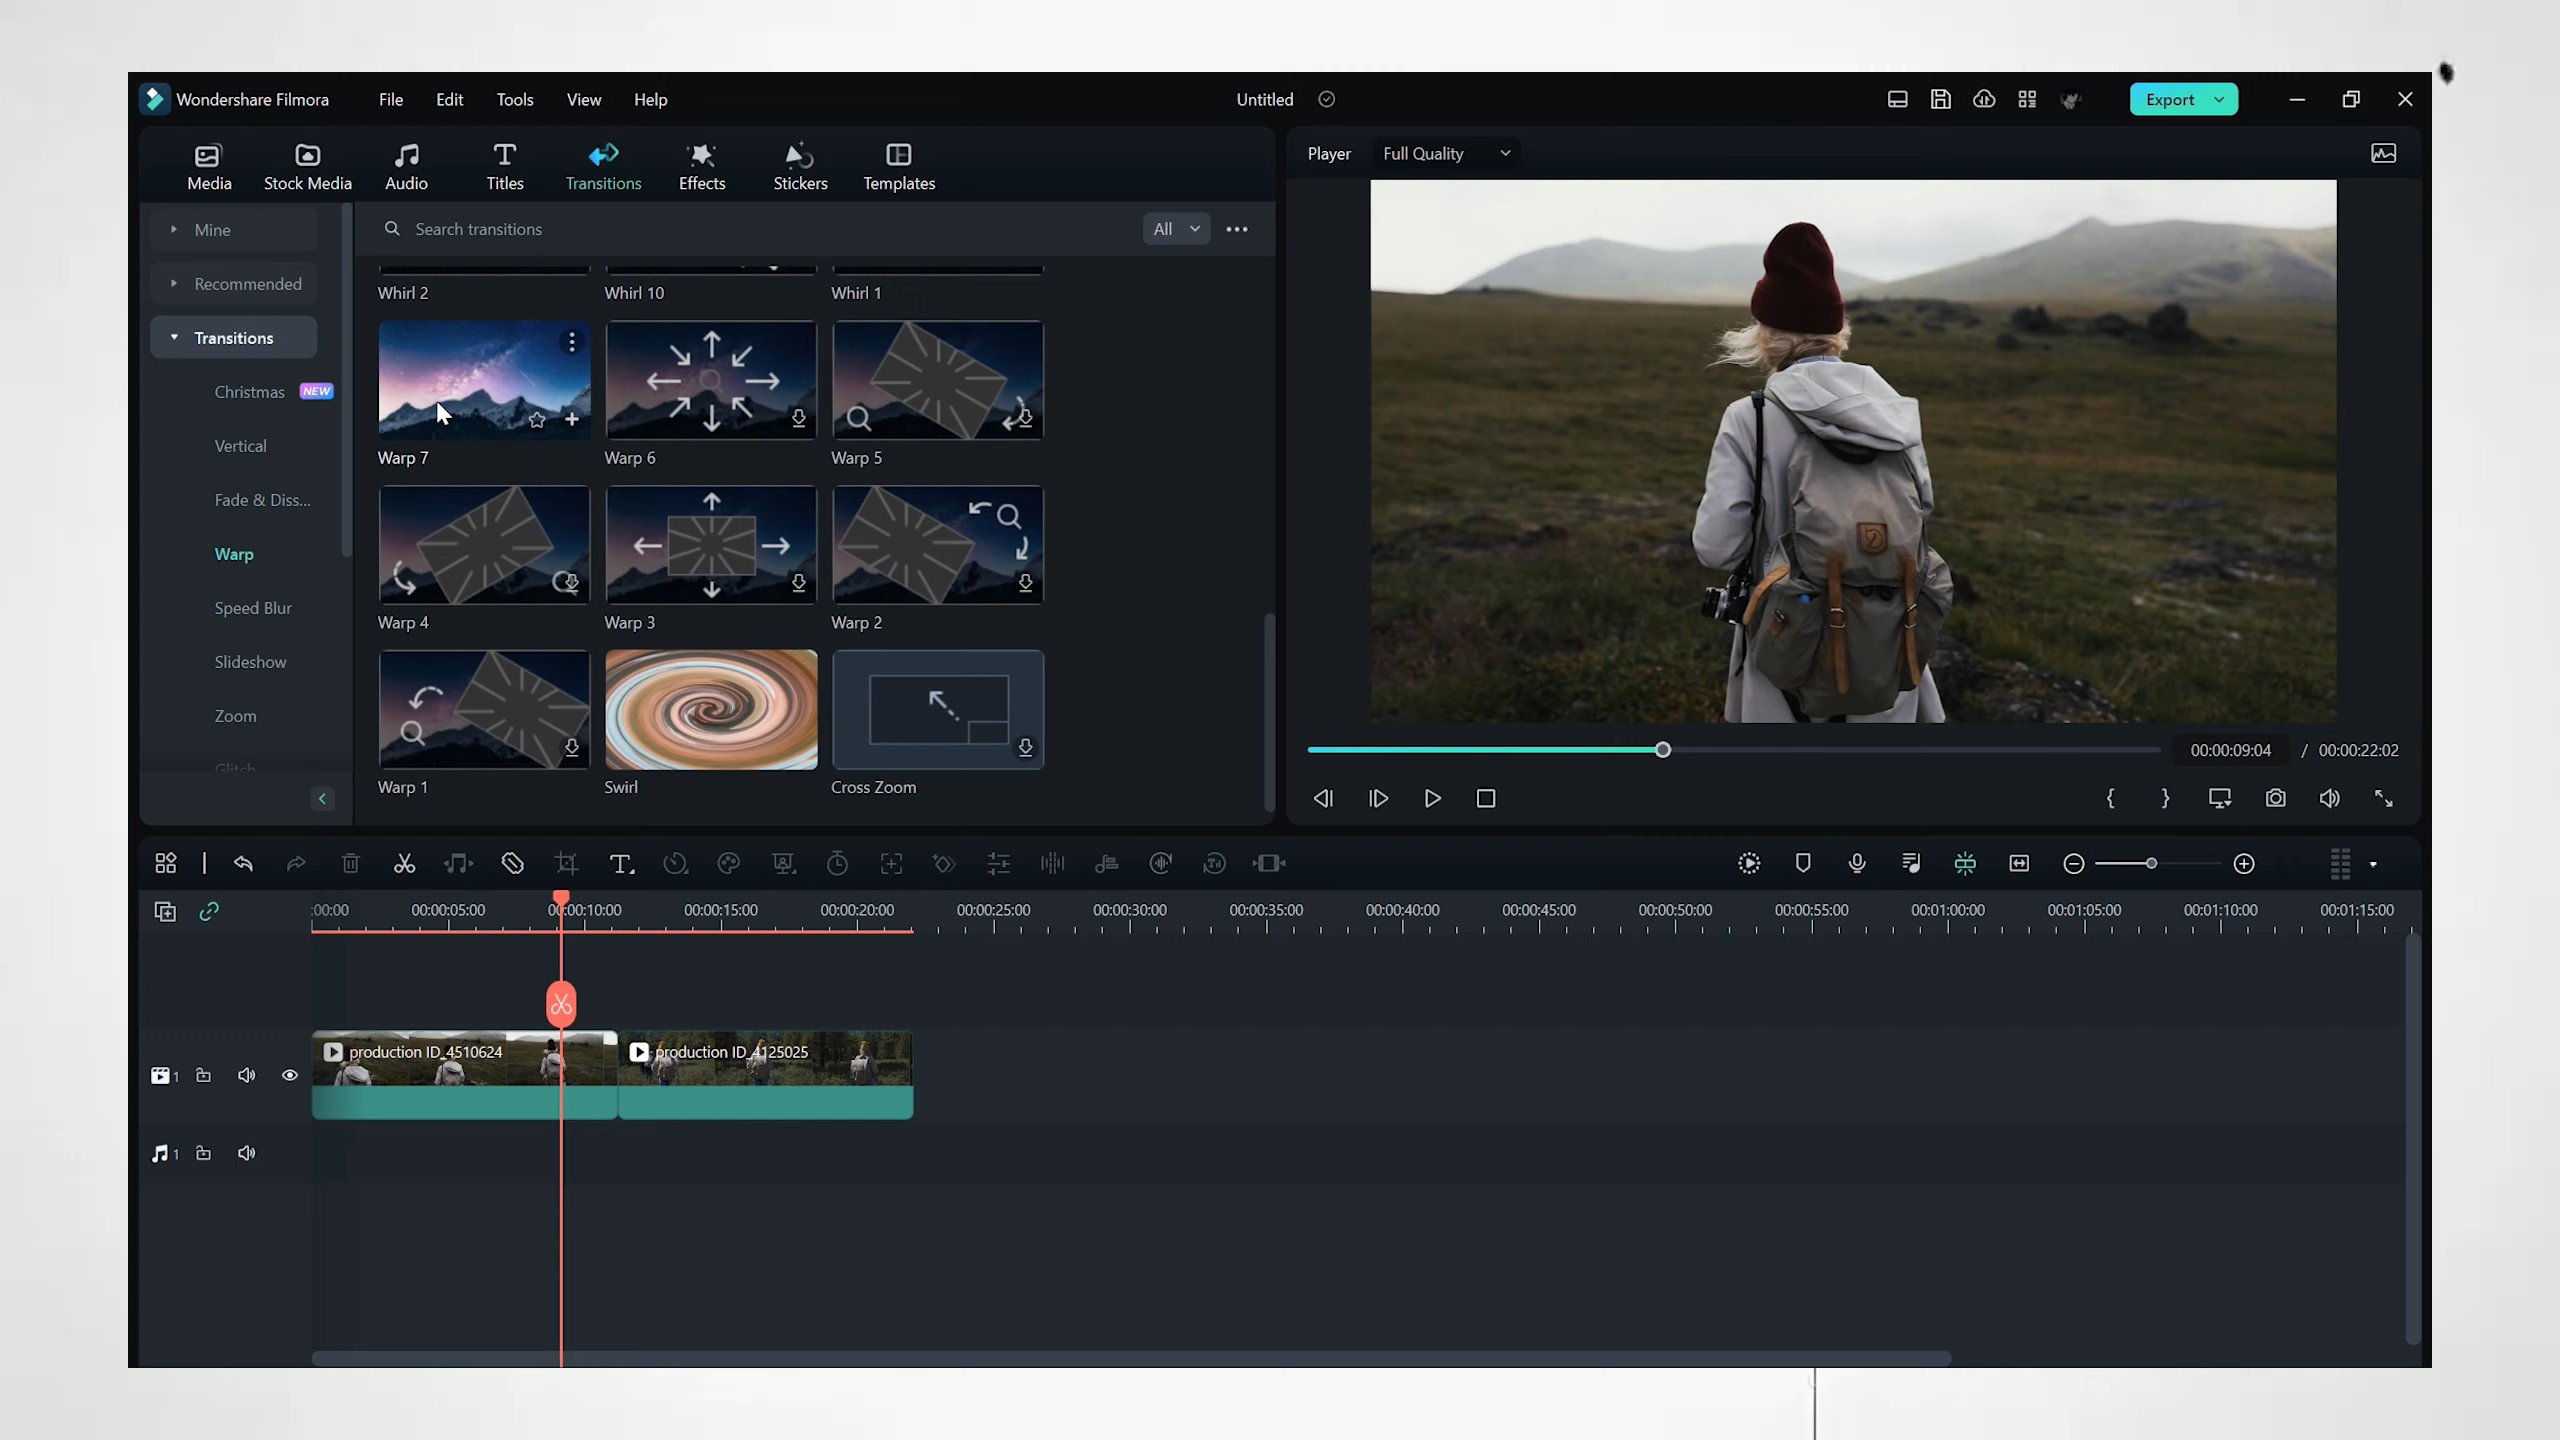 Wondershare Filmora
File
Edit
Tools
View
Help
Untitled
Export
Media
Stock Media
Audio
Titles
Transitions
Effects
Stickers
Templates
Player
Full Quality
Mine
Recommended
Transitions
Christmas NEW
Vertical
Fade & Diss...
Warp
Speed Blur
Slideshow
Zoom
Glitch
Search transitions
All
Whirl 2
Whirl 10
Whirl 1
Warp 7
Warp 6
Warp 5
Warp 4
Warp 3
Warp 2
Warp 1
Swirl
Cross Zoom
00:00:09:04 / 00:00:22:02
:00:00
00:00:05:00
00:00:10:00
00:00:15:00
00:00:20:00
00:00:25:00
00:00:30:00
00:00:35:00
00:00:40:00
00:00:45:00
00:00:50:00
00:00:55:00
00:01:00:00
00:01:05:00
00:01:10:00
00:01:15:00
production ID_4510624
production ID_4125025
1
1